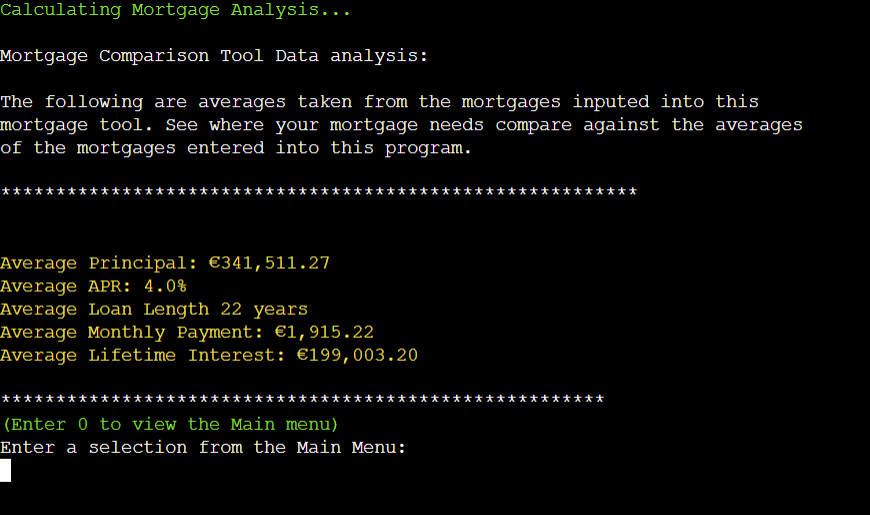 Calculating Mortgage Analysis...
Mortgage Comparison Tool Data analysis:
The following are averages taken from the mortgages inputed into this
mortgage tool. See where your mortgage needs compare against the averages
of the mortgages entered into this program.
**********************************************************
Average Principal: €341,511.27
Average APR: 4.0%
Average Loan Length 22 years
Average Monthly Payment: €1,915.22
Average Lifetime Interest: €199,003.20
*******************************************************
(Enter 0 to view the Main menu)
Enter a selection from the Main Menu: